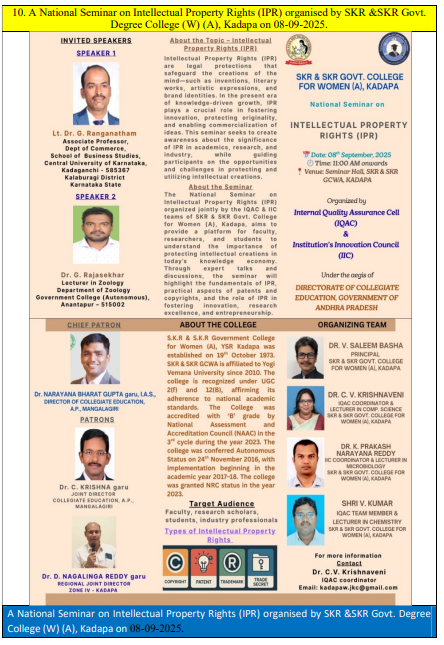 10. A National Seminar on Intellectual Property Rights (IPR) organised by SKR &SKR Govt.
Degree College (W) (A), Kadapa on 08-09-2025.
INVITED SPEAKERS
SPEAKER 1
Lt. Dr. G. Ranganatham
Associate Professor,
Dept of Commerce,
School of Business Studies,
Central University of Karnataka,
Kadaganchi - 585367
Kalaburagi District
Karnataka State
SPEAKER 2
Dr. G. Rajasekhar
Lecturer in Zoology
Department of Zoology
Government College (Autonomous),
Anantapur – 515002
About the Topic – Intellectual
Property Rights (IPR)
Intellectual Property Rights (IPR)
are legal protections that
safeguard the creations of the
mind—such as inventions, literary
works, artistic expressions, and
brand identities. In the present era
of knowledge-driven growth, IPR
plays a crucial role in fostering
innovation, protecting originality,
and enabling commercialization of
ideas. This seminar seeks to create
awareness about the significance
of IPR in academics, research, and
industry, while guiding
participants on the opportunities
and challenges in protecting and
utilizing intellectual creations.
About the Seminar
The National Seminar on
Intellectual Property Rights (IPR)
organized jointly by the IQAC & IIC
teams of SKR & SKR Govt. College
for Women (A), Kadapa, aims to
provide a platform for faculty,
researchers, and students to
understand the importance of
protecting intellectual creations in
today's knowledge economy.
Through expert talks and
discussions, the seminar will
highlight the fundamentals of IPR,
practical aspects of patents and
copyrights, and the role of IPR in
fostering innovation, research
excellence, and entrepreneurship.
SKR & SKR GOVT. COLLEGE
FOR WOMEN (A), KADAPA
National Seminar on
INTELLECTUAL PROPERTY
RIGHTS (IPR)
Date: 08th September, 2025
Time: 11:00 AM onwards
Venue: Seminar Hall, SKR & SKR
GCWA, KADAPA
Organized by
Internal Quality Assurance Cell
(IQAC)
&
Institution's Innovation Council
(IIC)
Under the aegis of
DIRECTORATE OF COLLEGIATE
EDUCATION, GOVERNMENT OF
ANDHRA PRADESH
CHIEF PATRON
Dr. NARAYANA BHARAT GUPTA garu, I.A.S.,
DIRECTOR OF COLLEGIATE EDUCATION,
A.P., MANGALAGIRI
PATRONS
Dr. C. KRISHNA garu
JOINT DIRECTOR
COLLEGIATE EDUCATION, A.P.,
MANGALAGIRI
Dr. D. NAGALINGA REDDY garu
REGIONAL JOINT DIRECTOR
ZONE IV - KADAPA
ABOUT THE COLLEGE
S.K.R & S.K.R Government College
for Women (A), YSR Kadapa was
established on 19th October 1973.
SKR & SKR GCWA is affiliated to Yogi
Vemana University since 2010. The
college is recognized under UGC
2(f) and 12(B), affirming its
adherence to national academic
standards. The College was
accredited with 'B' grade by
National Assessment and
Accreditation Council (NAAC) in the
3rd cycle during the year 2023. The
college was conferred Autonomous
Status on 24th November 2016, with
implementation beginning in the
academic year 2017-18. The college
was granted NRC status in the year
2023.
Target Audience
Faculty, research scholars,
students, industry professionals
Types of Intellectual Property
Rights
COPYRIGHT
PATENT
TRADEMARK
TRADE
SECRET
ORGANIZING TEAM
DR. V. SALEEM BASHA
PRINCIPAL
SKR & SKR GOVT. COLLEGE
FOR WOMEN (A), KADAPA
DR. C. V. KRISHNAVENI
IQAC COORDINATOR &
LECTURER IN COMP. SCIENCE
SKR & SKR GOVT. COLLEGE FOR
WOMEN (A), KADAPA
DR. K. PRAKASH
NARAYANA REDDY
IIC COORDINATOR & LECTURER IN
MICROBIOLOGY
SKR & SKR GOVT. COLLEGE FOR
WOMEN (A), KADAPA
SHRI V. KUMAR
IQAC TEAM MEMBER &
LECTURER IN CHEMISTRY
SKR & SKR GOVT. COLLEGE FOR
WOMEN (A), KADAPA
For more information
Contact
Dr. C.V. Krishnaveni
IQAC coordinator
Email: kadapaw.jkc@gmail.com
A National Seminar on Intellectual Property Rights (IPR) organised by SKR &SKR Govt. Degree
College (W) (A), Kadapa on 08-09-2025.